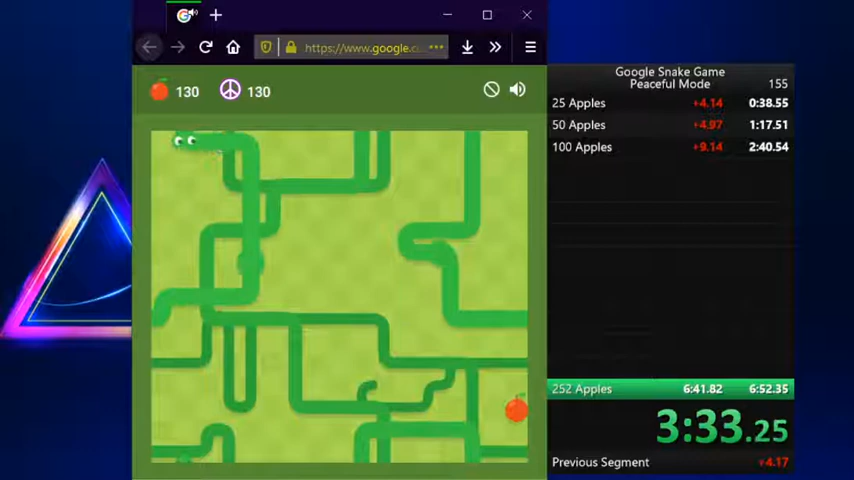 https://www.google.c
130
130
Google Snake Game
Peaceful Mode 155
25 Apples +4.14 0:38.55
50 Apples +4.97 1:17.51
100 Apples +9.14 2:40.54
252 Apples 6:41.82 6:52.35
3:33.25
Previous Segment +4.17